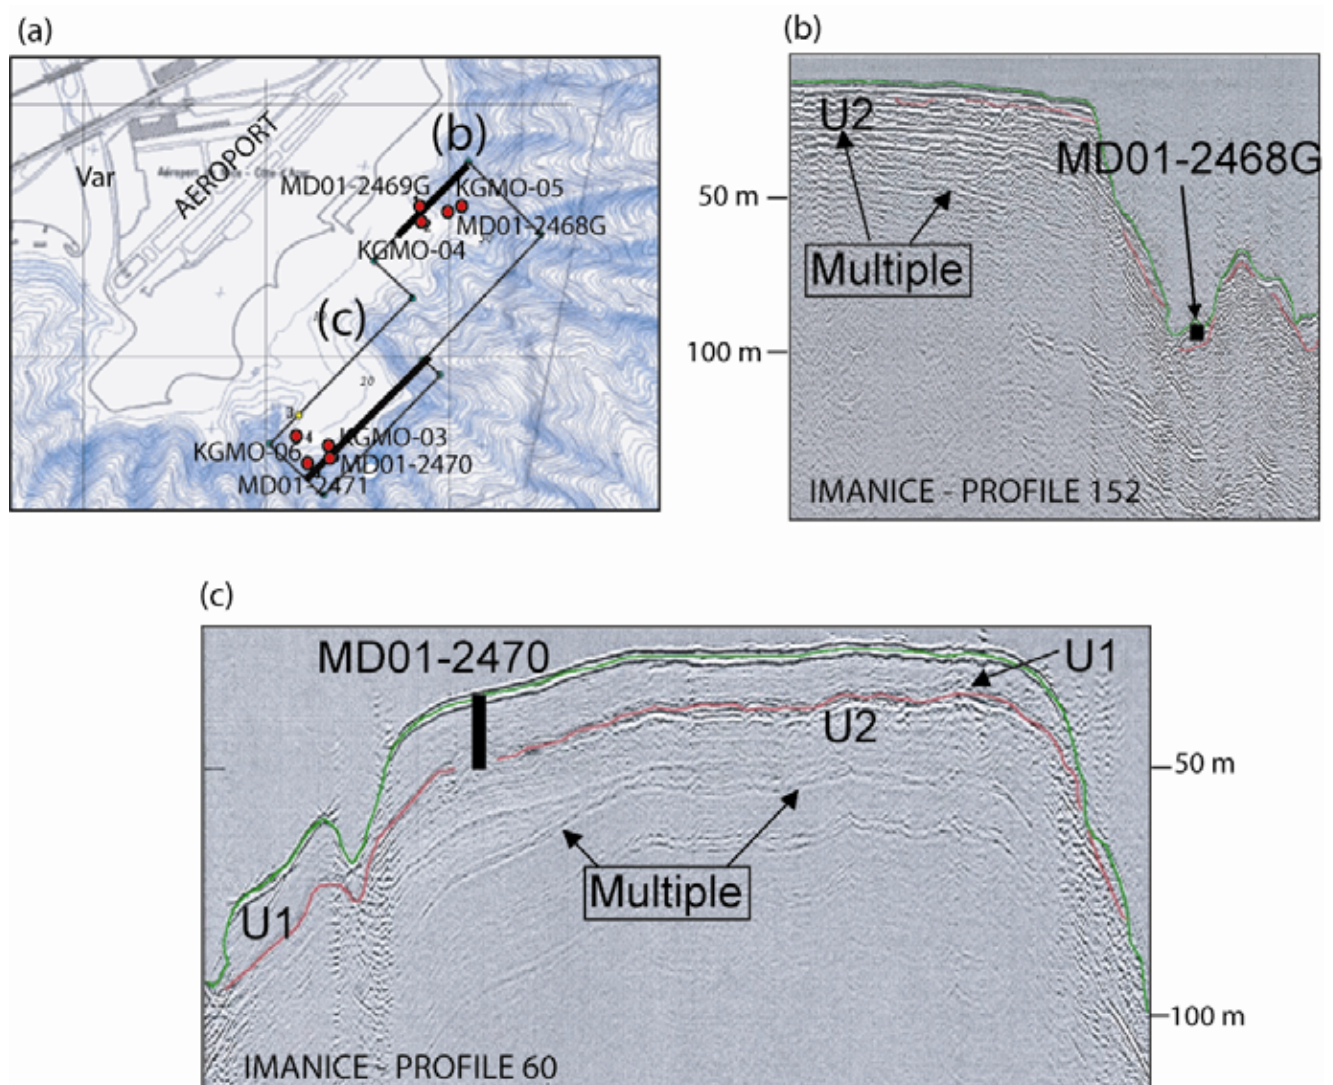 (a)
(b)
Var
AEROPORT
(b)
MD01-2469G
KGMO-05
MD01-2468G
KGMO-04
(c)
20
3
4
KGMO-03
KGMO-06
MD01-2470
MD01-2471
U2
MD01-2468G
50 m
Multiple
100 m
IMANICE - PROFILE 152
(c)
MD01-2470
U1
U2
50 m
Multiple
U1
100 m
IMANICE - PROFILE 60